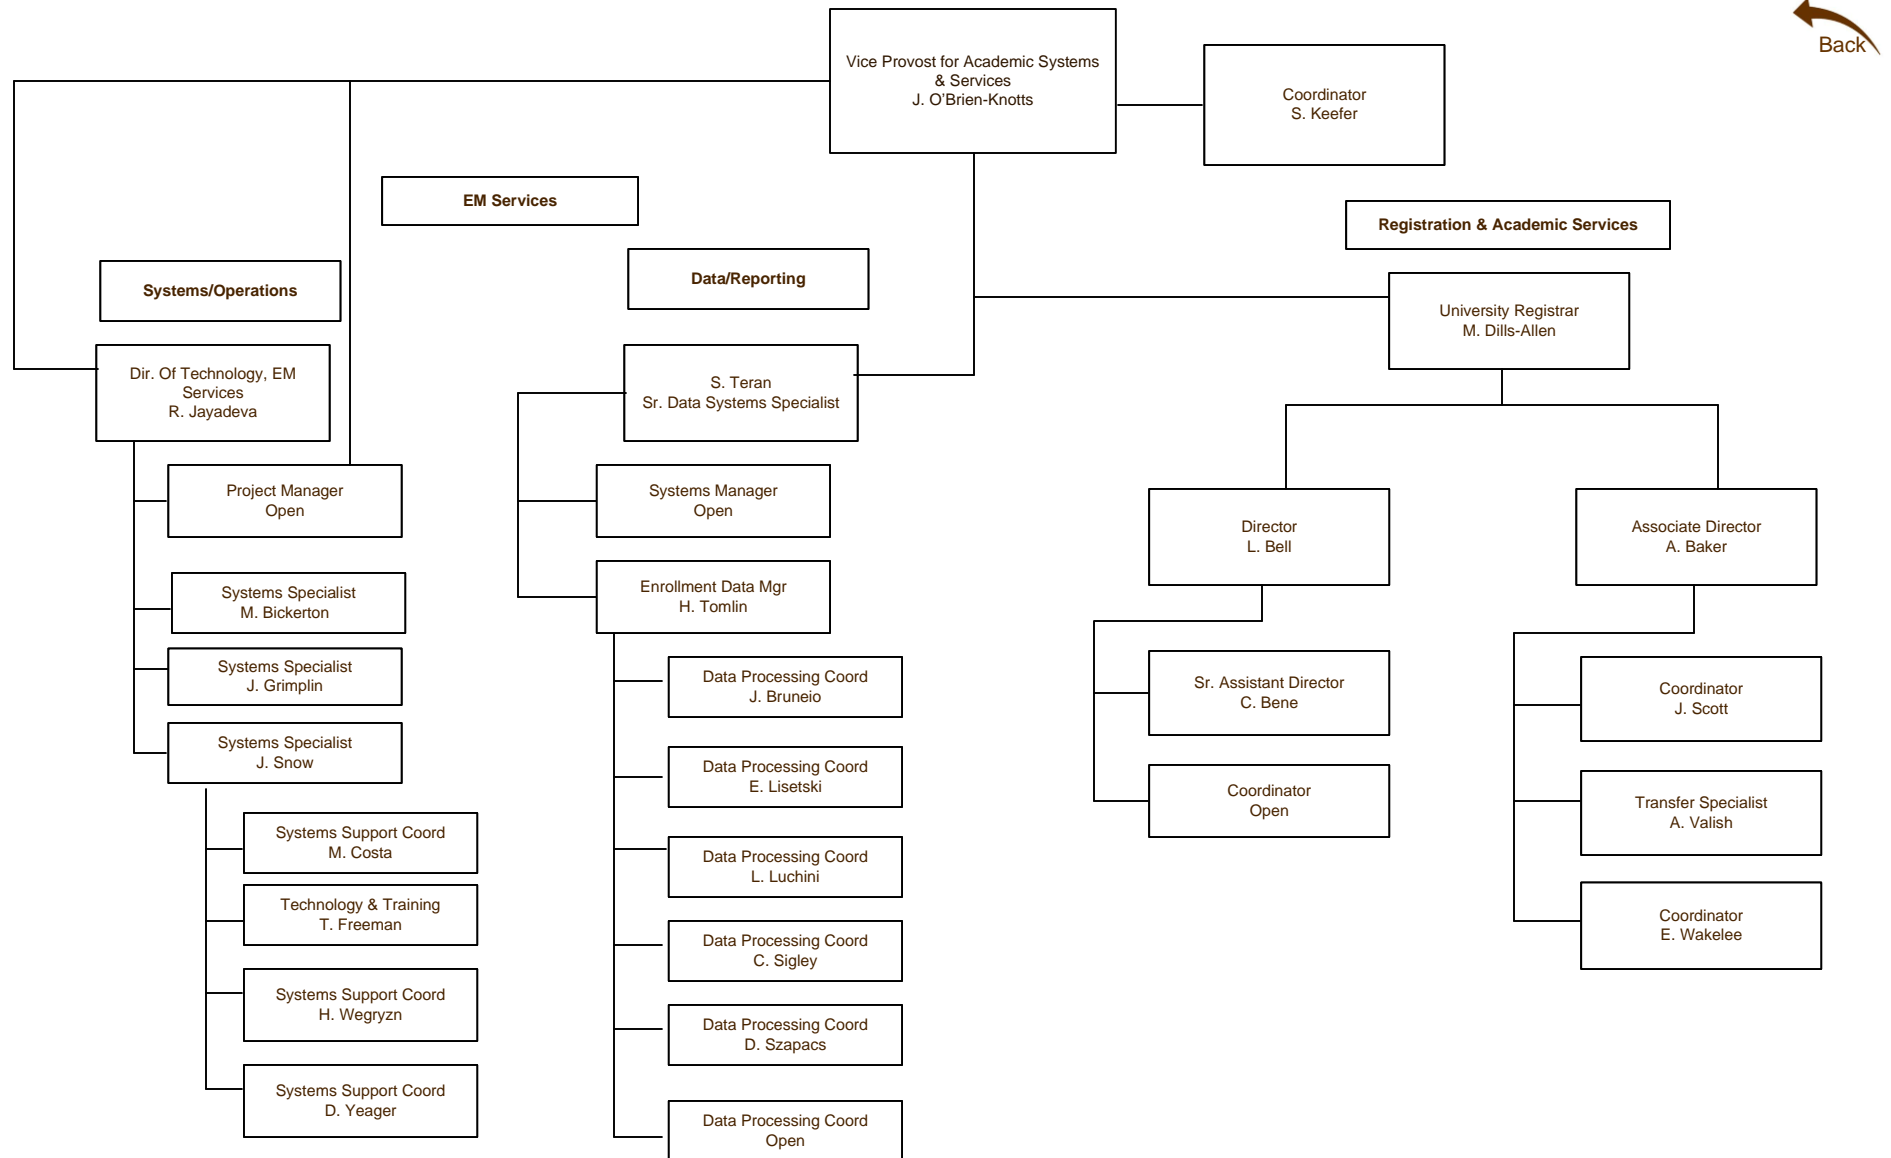 Back
Vice Provost for Academic Systems
& Services
J. O'Brien-Knotts
Coordinator
S. Keefer
EM Services
Registration & Academic Services
Systems/Operations
Data/Reporting
University Registrar
M. Dills-Allen
Dir. Of Technology, EM
Services
R. Jayadeva
S. Teran
Sr. Data Systems Specialist
Project Manager
Open
Systems Specialist
M. Bickerton
Systems Specialist
J. Grimplin
Systems Specialist
J. Snow
Systems Support Coord
M. Costa
Technology & Training
T. Freeman
Systems Support Coord
H. Wegryzn
Systems Support Coord
D. Yeager
Systems Manager
Open
Enrollment Data Mgr
H. Tomlin
Data Processing Coord
J. Bruneio
Data Processing Coord
E. Lisetski
Data Processing Coord
L. Luchini
Data Processing Coord
C. Sigley
Data Processing Coord
D. Szapacs
Data Processing Coord
Open
Director
L. Bell
Sr. Assistant Director
C. Bene
Coordinator
Open
Associate Director
A. Baker
Coordinator
J. Scott
Transfer Specialist
A. Valish
Coordinator
E. Wakelee